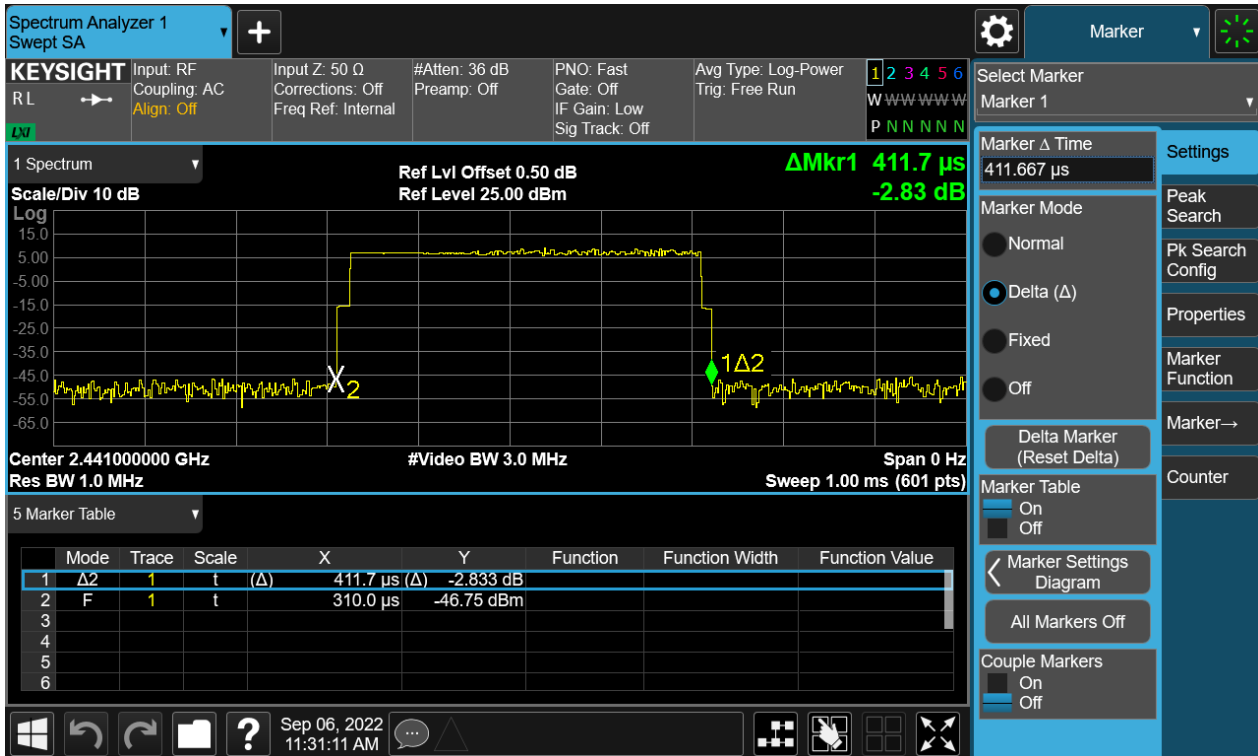 Spectrum Analyzer 1
Swept SA
+
Marker
KEYSIGHT
R L
LXI
Input: RF
Coupling: AC
Align: Off
Input Z: 50 Ω
Corrections: Off
Freq Ref: Internal
#Atten: 36 dB
Preamp: Off
PNO: Fast
Gate: Off
IF Gain: Low
Sig Track: Off
Avg Type: Log-Power
Trig: Free Run
1 2 3 4 5 6
W W W W W W
P N N N N N
Select Marker
Marker 1
1 Spectrum
Scale/Div 10 dB
Ref Lvl Offset 0.50 dB
Ref Level 25.00 dBm
ΔMkr1 411.7 µs
-2.83 dB
Log
15.0
5.00
-5.00
-15.0
-25.0
-35.0
-45.0
-55.0
-65.0
X2
1Δ2
Center 2.441000000 GHz
#Video BW 3.0 MHz
Span 0 Hz
Res BW 1.0 MHz
Sweep 1.00 ms (601 pts)
5 Marker Table
Mode Trace Scale X Y Function Function Width Function Value
1 Δ2 1 t (Δ) 411.7 µs (Δ) -2.833 dB
2 F 1 t 310.0 µs -46.75 dBm
3
4
5
6
Marker Δ Time
411.667 µs
Marker Mode
Normal
Delta (Δ)
Fixed
Off
Delta Marker
(Reset Delta)
Marker Table
On
Off
Marker Settings
Diagram
All Markers Off
Couple Markers
On
Off
Settings
Peak
Search
Pk Search
Config
Properties
Marker
Function
Marker→
Counter
?
Sep 06, 2022
11:31:11 AM